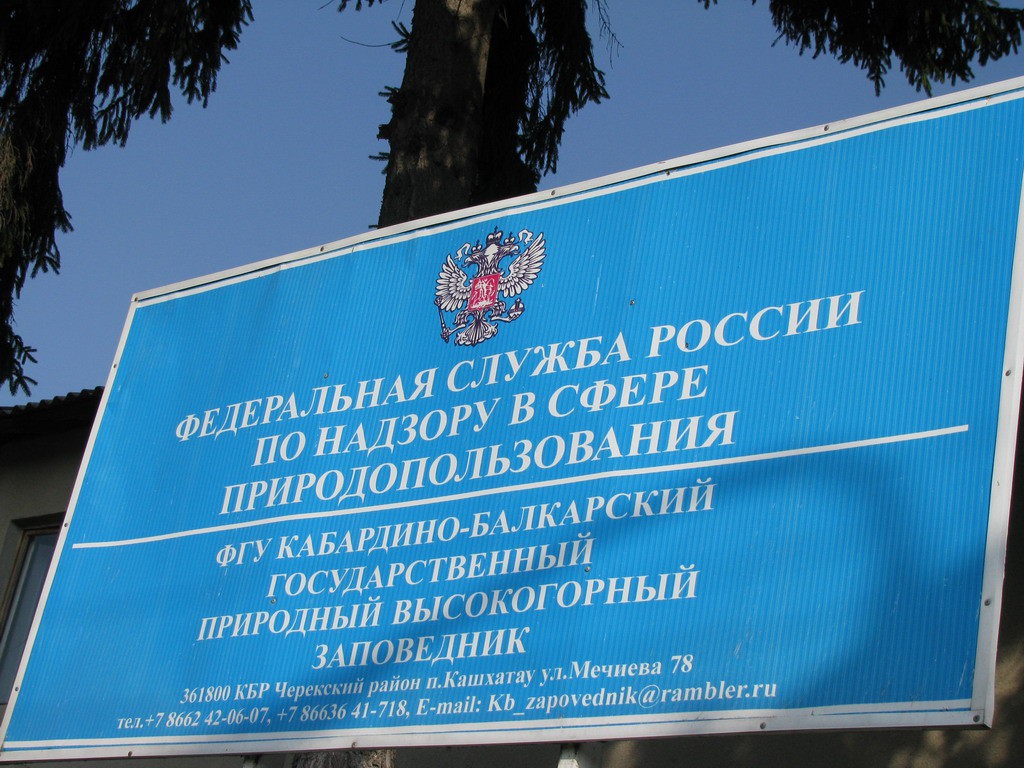 ФЕДЕРАЛЬНАЯ СЛУЖБА РОССИИ
ПО НАДЗОРУ В СФЕРЕ
ПРИРОДОПОЛЬЗОВАНИЯ
ФГУ КАБАРДИНО-БАЛКАРСКИЙ
ГОСУДАРСТВЕННЫЙ
ПРИРОДНЫЙ ВЫСОКОГОРНЫЙ
ЗАПОВЕДНИК
361800 КБР Черекский район п.Кашхатау ул.Мечиева 78
тел.+7 8662 42-06-07, +7 86636 41-718, E-mail: Kb_zapovednik@rambler.ru